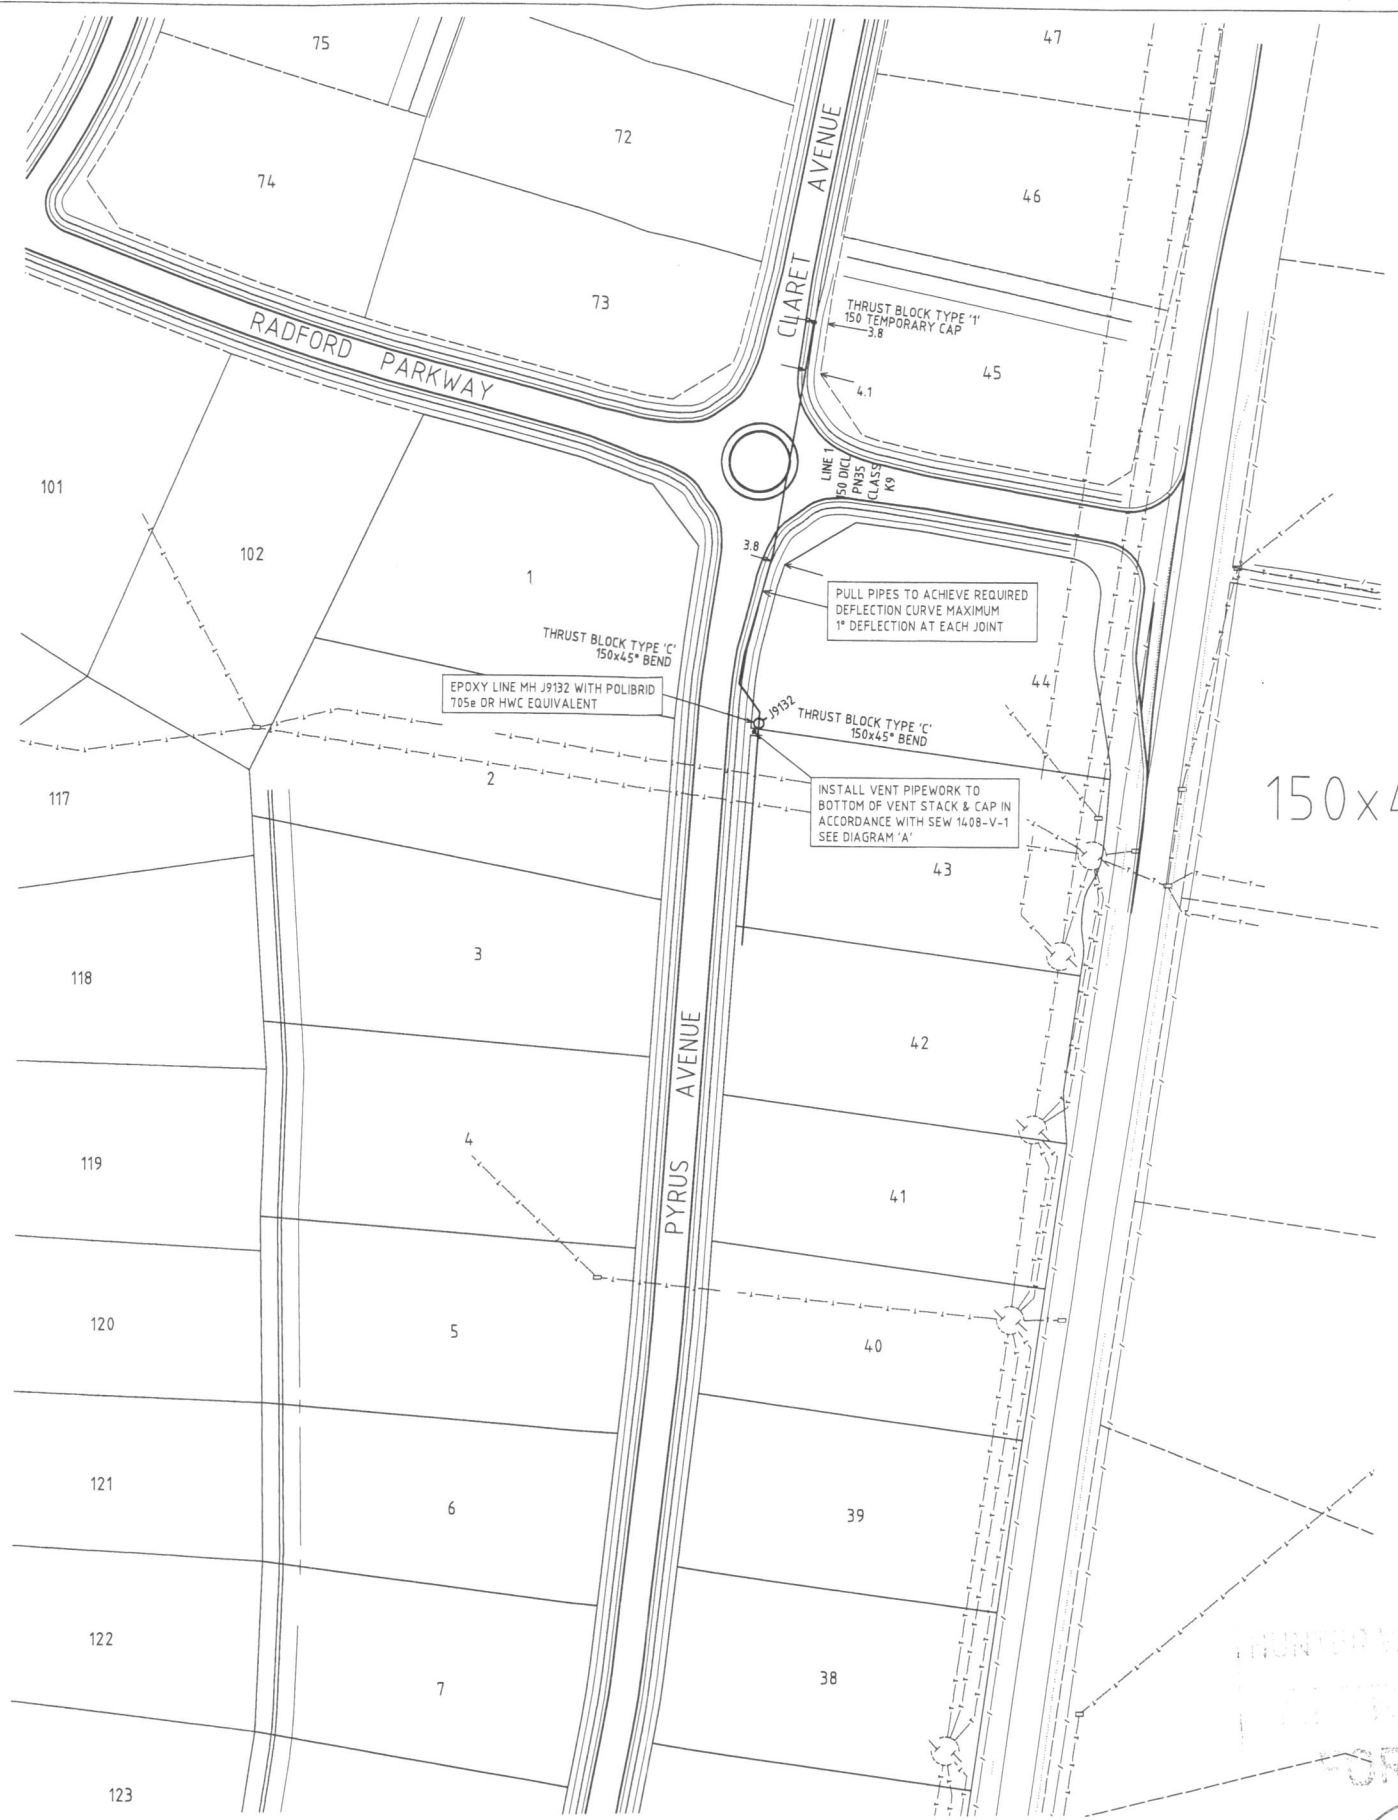 75
47
72
74
46
CLARET AVENUE
73
THRUST BLOCK TYPE '1'
150 TEMPORARY CAP
3.8
RADFORD PARKWAY
45
4.1
LINE 1
150 DICL
PN35
CLASS
K9
101
102
1
3.8
PULL PIPES TO ACHIEVE REQUIRED
DEFLECTION CURVE MAXIMUM
1° DEFLECTION AT EACH JOINT
THRUST BLOCK TYPE 'C'
150x45° BEND
EPOXY LINE MH J9132 WITH POLIBRID
705e OR HWC EQUIVALENT
44
J9132
THRUST BLOCK TYPE 'C'
150x45° BEND
2
117
INSTALL VENT PIPEWORK TO
BOTTOM OF VENT STACK & CAP IN
ACCORDANCE WITH SEW 1408-V-1
SEE DIAGRAM 'A'
150x4
43
3
118
42
PYRUS AVENUE
4
119
41
120
5
40
121
6
39
122
7
38
123